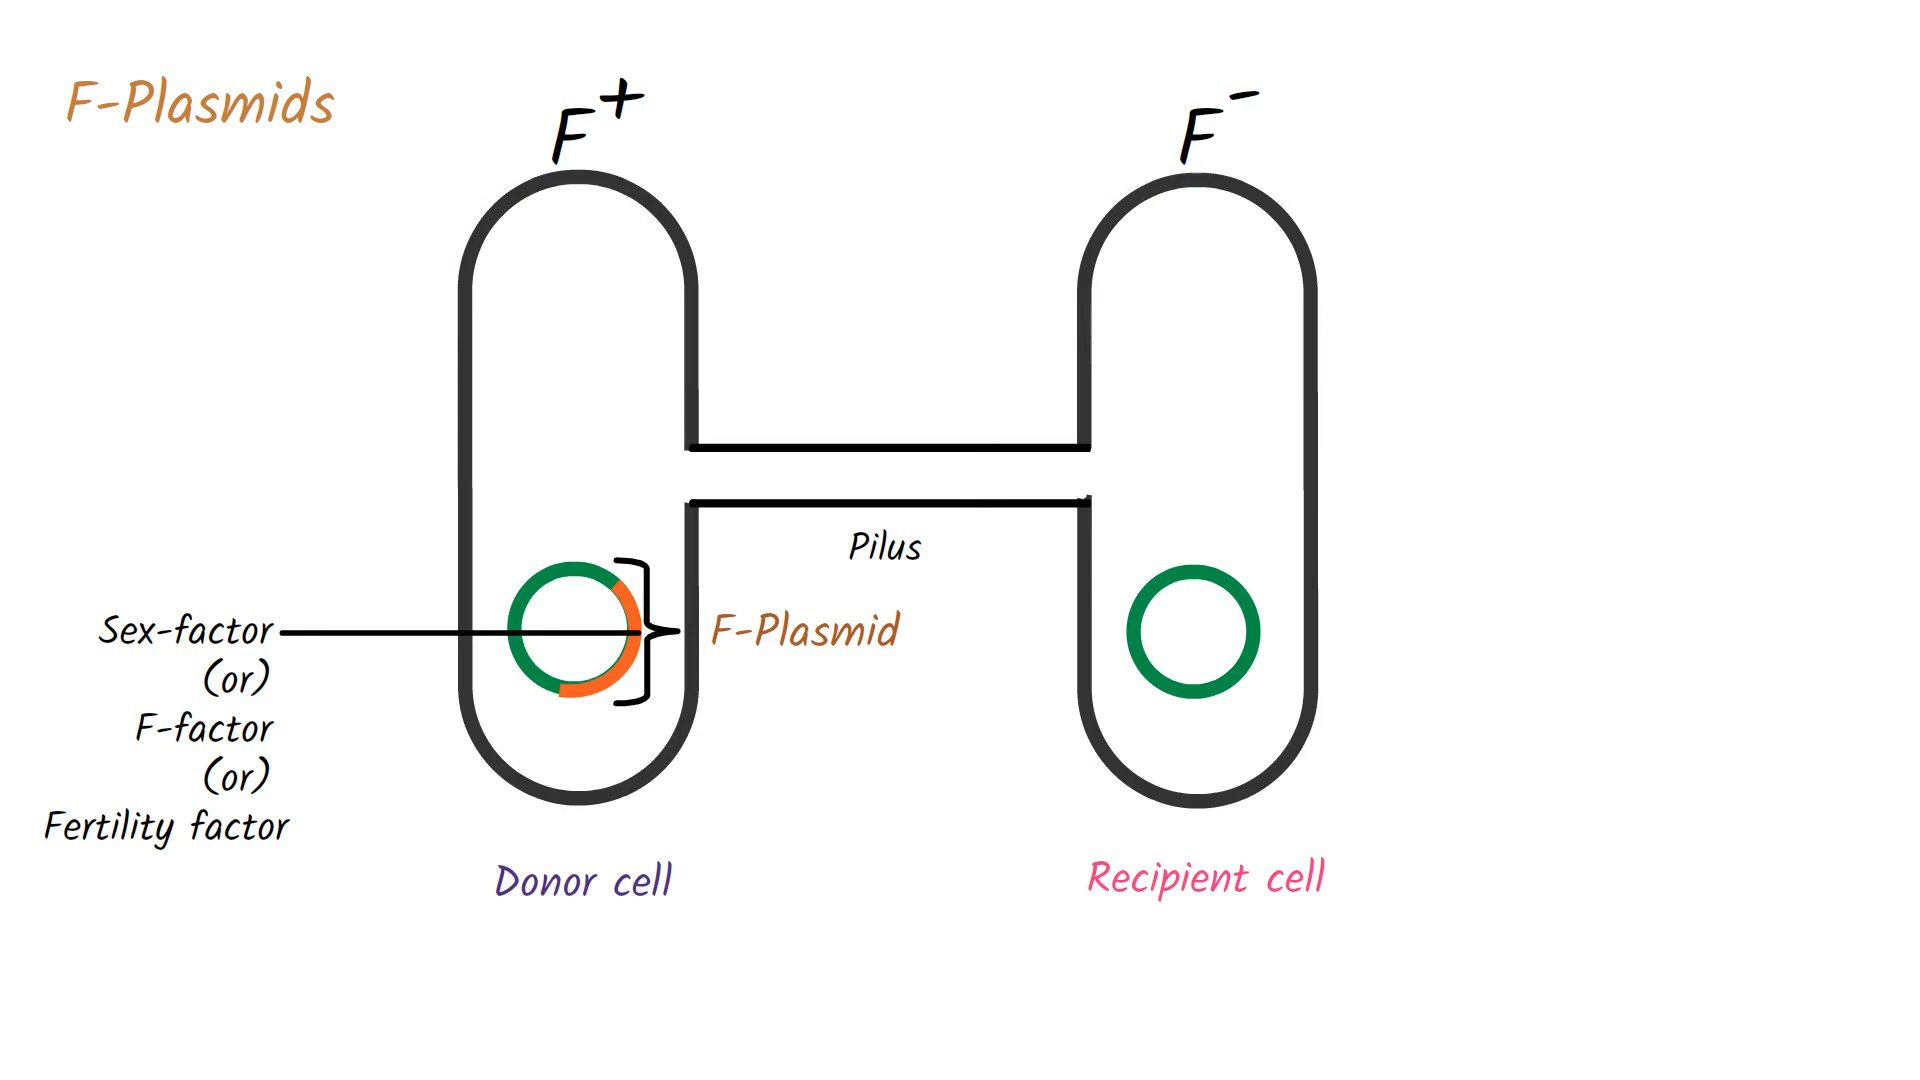 F-Plasmids
F+
F-
Pilus
Sex-factor
(or)
F-factor
(or)
Fertility factor
F-Plasmid
Donor cell
Recipient cell